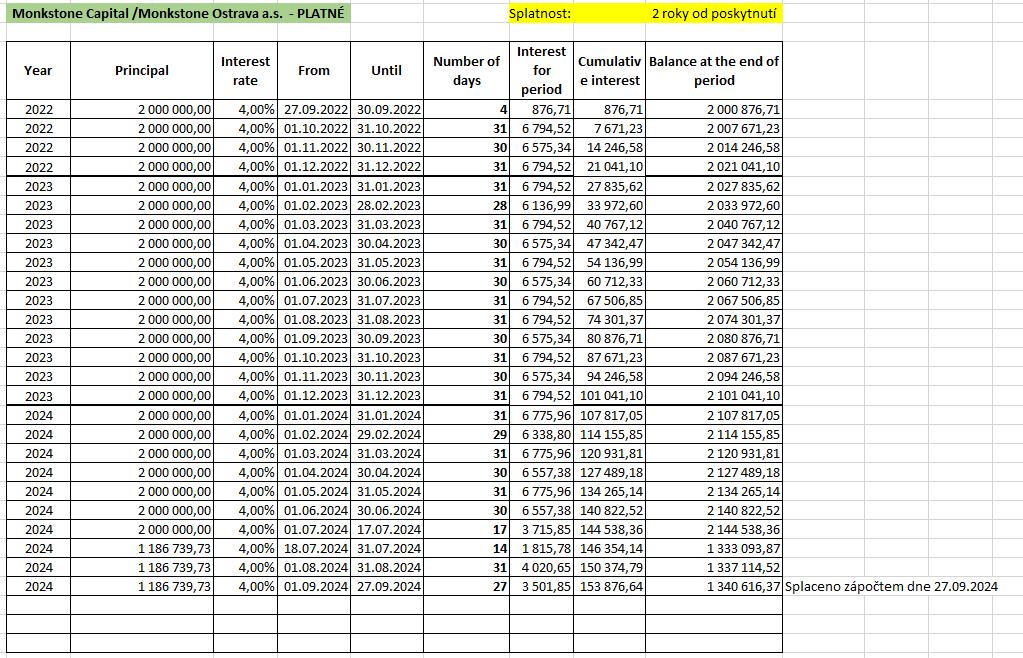 Monkstone Capital /Monkstone Ostrava a.s. - PLATNÉ Splatnost: 2 roky od poskytnutí
Year Principal Interest rate From Until Number of days Interest for period Cumulativ e interest Balance at the end of period
2022 2 000 000,00 4,00% 27.09.2022 30.09.2022 4 876,71 876,71 2 000 876,71
2022 2 000 000,00 4,00% 01.10.2022 31.10.2022 31 6 794,52 7 671,23 2 007 671,23
2022 2 000 000,00 4,00% 01.11.2022 30.11.2022 30 6 575,34 14 246,58 2 014 246,58
2022 2 000 000,00 4,00% 01.12.2022 31.12.2022 31 6 794,52 21 041,10 2 021 041,10
2023 2 000 000,00 4,00% 01.01.2023 31.01.2023 31 6 794,52 27 835,62 2 027 835,62
2023 2 000 000,00 4,00% 01.02.2023 28.02.2023 28 6 136,99 33 972,60 2 033 972,60
2023 2 000 000,00 4,00% 01.03.2023 31.03.2023 31 6 794,52 40 767,12 2 040 767,12
2023 2 000 000,00 4,00% 01.04.2023 30.04.2023 30 6 575,34 47 342,47 2 047 342,47
2023 2 000 000,00 4,00% 01.05.2023 31.05.2023 31 6 794,52 54 136,99 2 054 136,99
2023 2 000 000,00 4,00% 01.06.2023 30.06.2023 30 6 575,34 60 712,33 2 060 712,33
2023 2 000 000,00 4,00% 01.07.2023 31.07.2023 31 6 794,52 67 506,85 2 067 506,85
2023 2 000 000,00 4,00% 01.08.2023 31.08.2023 31 6 794,52 74 301,37 2 074 301,37
2023 2 000 000,00 4,00% 01.09.2023 30.09.2023 30 6 575,34 80 876,71 2 080 876,71
2023 2 000 000,00 4,00% 01.10.2023 31.10.2023 31 6 794,52 87 671,23 2 087 671,23
2023 2 000 000,00 4,00% 01.11.2023 30.11.2023 30 6 575,34 94 246,58 2 094 246,58
2023 2 000 000,00 4,00% 01.12.2023 31.12.2023 31 6 794,52 101 041,10 2 101 041,10
2024 2 000 000,00 4,00% 01.01.2024 31.01.2024 31 6 775,96 107 817,05 2 107 817,05
2024 2 000 000,00 4,00% 01.02.2024 29.02.2024 29 6 338,80 114 155,85 2 114 155,85
2024 2 000 000,00 4,00% 01.03.2024 31.03.2024 31 6 775,96 120 931,81 2 120 931,81
2024 2 000 000,00 4,00% 01.04.2024 30.04.2024 30 6 557,38 127 489,18 2 127 489,18
2024 2 000 000,00 4,00% 01.05.2024 31.05.2024 31 6 775,96 134 265,14 2 134 265,14
2024 2 000 000,00 4,00% 01.06.2024 30.06.2024 30 6 557,38 140 822,52 2 140 822,52
2024 2 000 000,00 4,00% 01.07.2024 17.07.2024 17 3 715,85 144 538,36 2 144 538,36
2024 1 186 739,73 4,00% 18.07.2024 31.07.2024 14 1 815,78 146 354,14 1 333 093,87
2024 1 186 739,73 4,00% 01.08.2024 31.08.2024 31 4 020,65 150 374,79 1 337 114,52
2024 1 186 739,73 4,00% 01.09.2024 27.09.2024 27 3 501,85 153 876,64 1 340 616,37 Splaceno zápočtem dne 27.09.2024